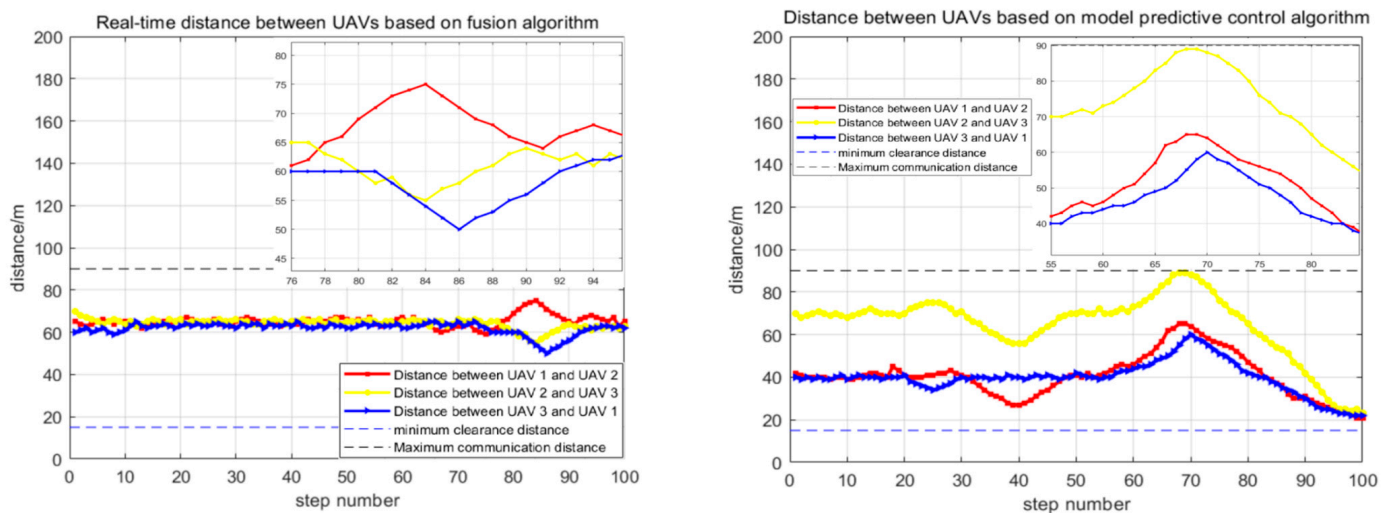 Real-time distance between UAVs based on fusion algorithm
200
180
160
140
120
100
80
60
40
20
0
distance/m
0 10 20 30 40 50 60 70 80 90 100
step number
80
75
70
65
60
55
50
45
76 78 80 82 84 86 88 90 92 94
Distance between UAV 1 and UAV 2
Distance between UAV 2 and UAV 3
Distance between UAV 3 and UAV 1
minimum clearance distance
Maximum communication distance
Distance between UAVs based on model predictive control algorithm
200
180
160
140
120
100
80
60
40
20
0
distance/m
0 10 20 30 40 50 60 70 80 90 100
step number
Distance between UAV 1 and UAV 2
Distance between UAV 2 and UAV 3
Distance between UAV 3 and UAV 1
minimum clearance distance
Maximum communication distance
90
80
70
60
50
40
55 60 65 70 75 80